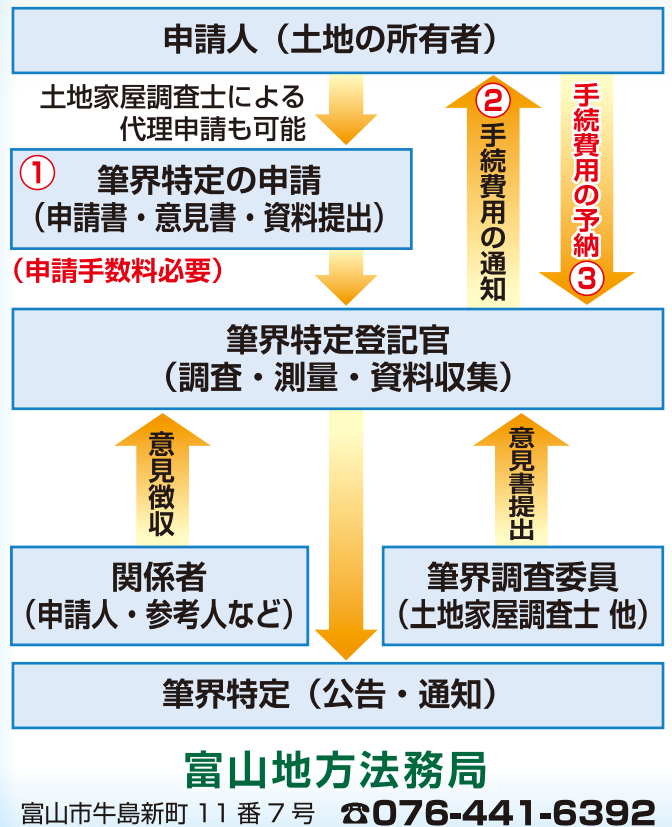 申請人（土地の所有者）
土地家屋調査士による
代理申請も可能
① 筆界特定の申請
（申請書・意見書・資料提出）
（申請手数料必要）
②手続費用の通知
手続費用の予納③
筆界特定登記官
（調査・測量・資料収集）
意見徴収
意見書提出
関係者
（申請人・参考人など）
筆界調査委員
（土地家屋調査士 他）
筆界特定（公告・通知）
富山地方法務局
富山市牛島新町 11 番 7 号 ☎076-441-6392